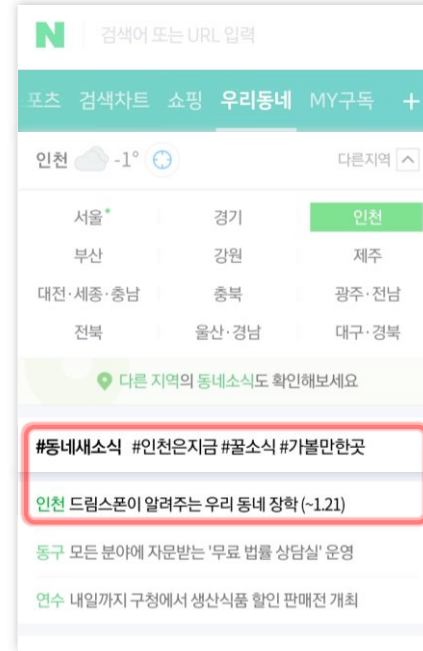 N 검색어 또는 URL 입력
포츠 검색차트 쇼핑 우리동네 MY구독 +
인천 -1° 다른지역
서울 경기 인천
부산 강원 제주
대전·세종·충남 충북 광주·전남
전북 울산·경남 대구·경북
다른 지역의 동네소식도 확인해보세요
#동네새소식 #인천은지금 #꿀소식 #가볼만한곳
인천 드림스폰이 알려주는 우리 동네 장학 (~1.21)
동구 모든 분야에 자문받는 '무료 법률 상담실' 운영
연수 내일까지 구청에서 생산식품 할인 판매전 개최